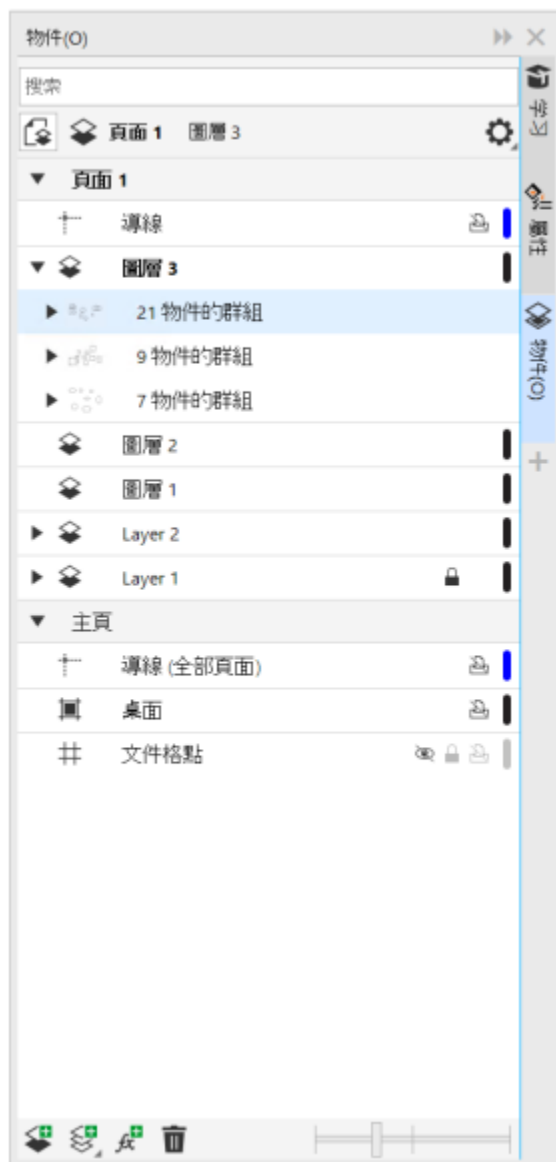 物件(O)
搜索
頁面 1 圖層 3
頁面 1
導線
圖層 3
21 物件的群組
9 物件的群組
7 物件的群組
圖層 2
圖層 1
Layer 2
Layer 1
主頁
導線 (全部頁面)
桌面
文件格點
学习
屬性
物件(O)